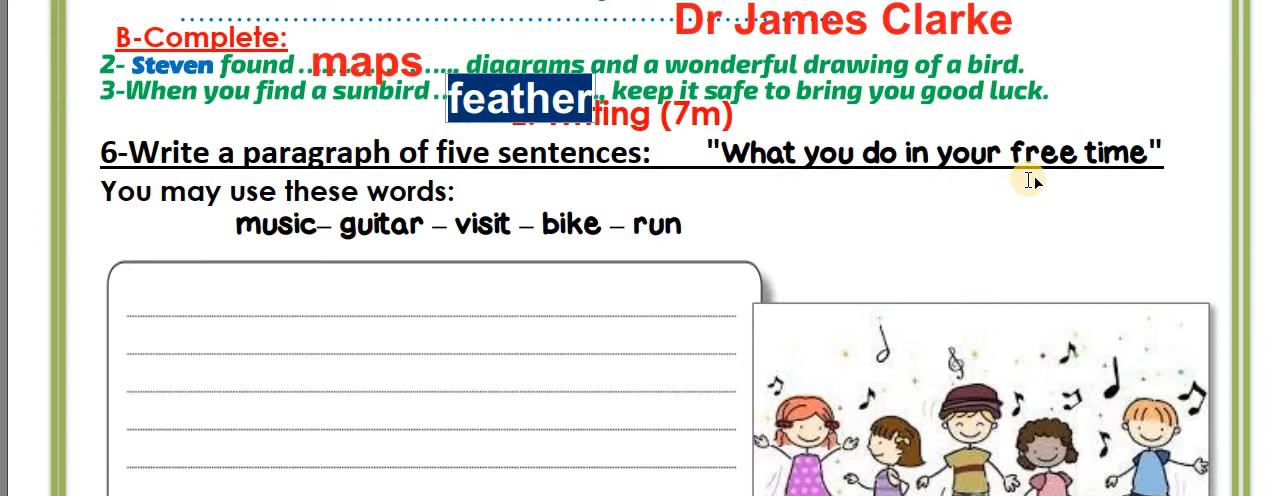 Dr James Clarke
B-Complete:
2- Steven found ..maps.... diagrams and a wonderful drawing of a bird.
3-When you find a sunbird ..feather., keep it safe to bring you good luck.
(7m)
6-Write a paragraph of five sentences: "What you do in your free time"
You may use these words:
music– guitar – visit – bike – run